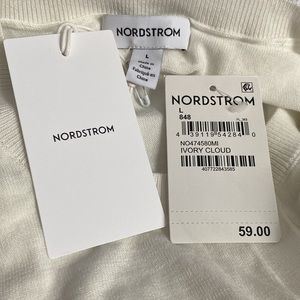 NORDSTROM
L
Made in
China
Fabriqué en
Chine
NORDSTROM
NORDSTROM
L
848
4 39119 54284 0
NO474580MI
IVORY CLOUD
407722843585
59.00